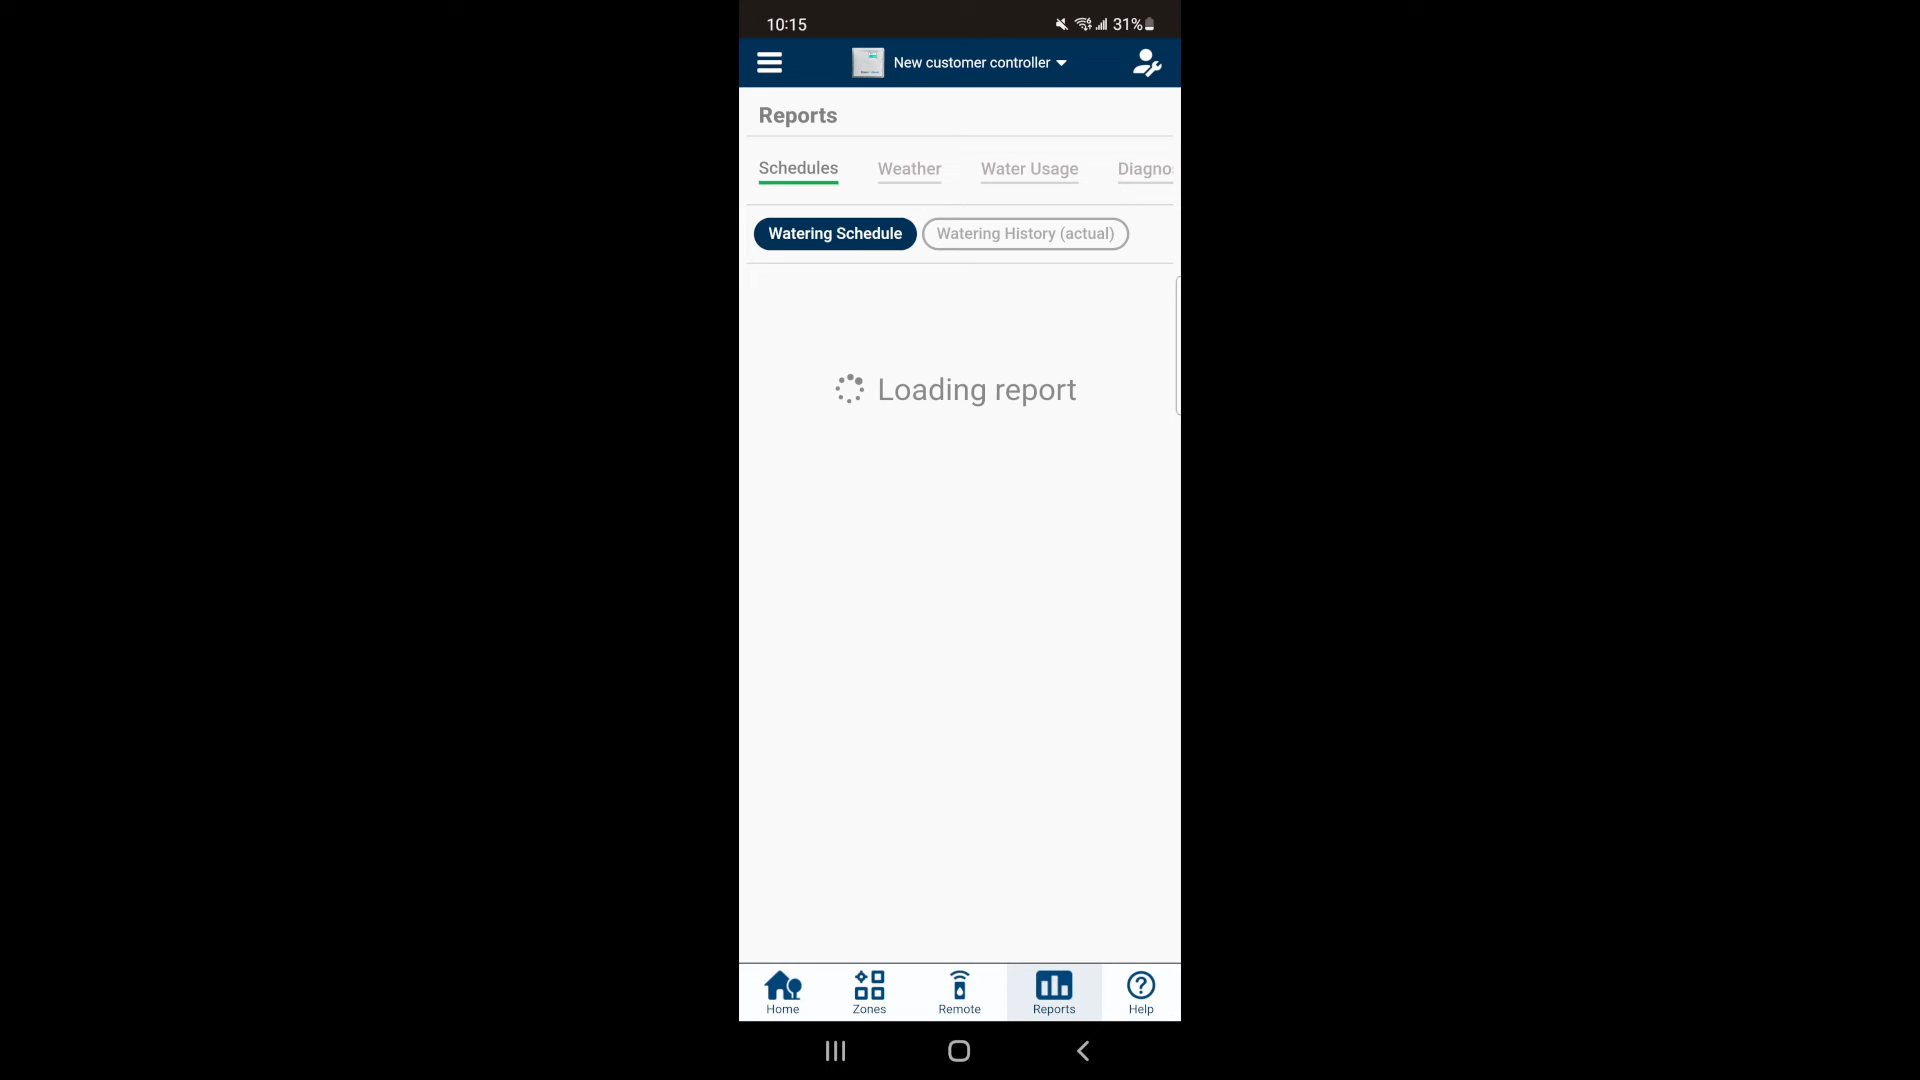 10:15 31%
New customer controller
Reports
Schedules Weather Water Usage Diagno
Watering Schedule Watering History (actual)
Loading report
Home Zones Remote Reports Help